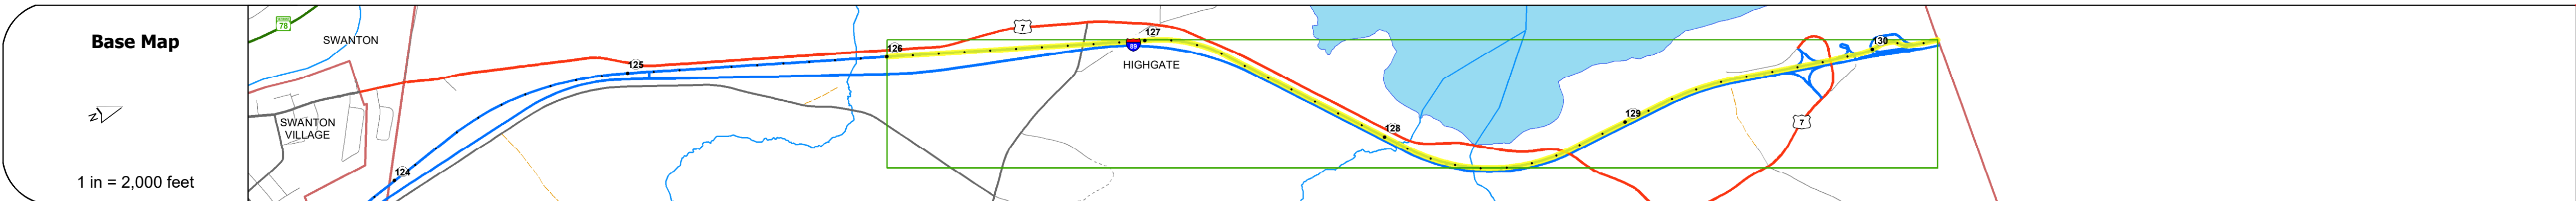 Base Map
N
1 in = 2,000 feet
78
SWANTON
SWANTON
VILLAGE
124
125
126
7
89
127
HIGHGATE
128
129
7
130